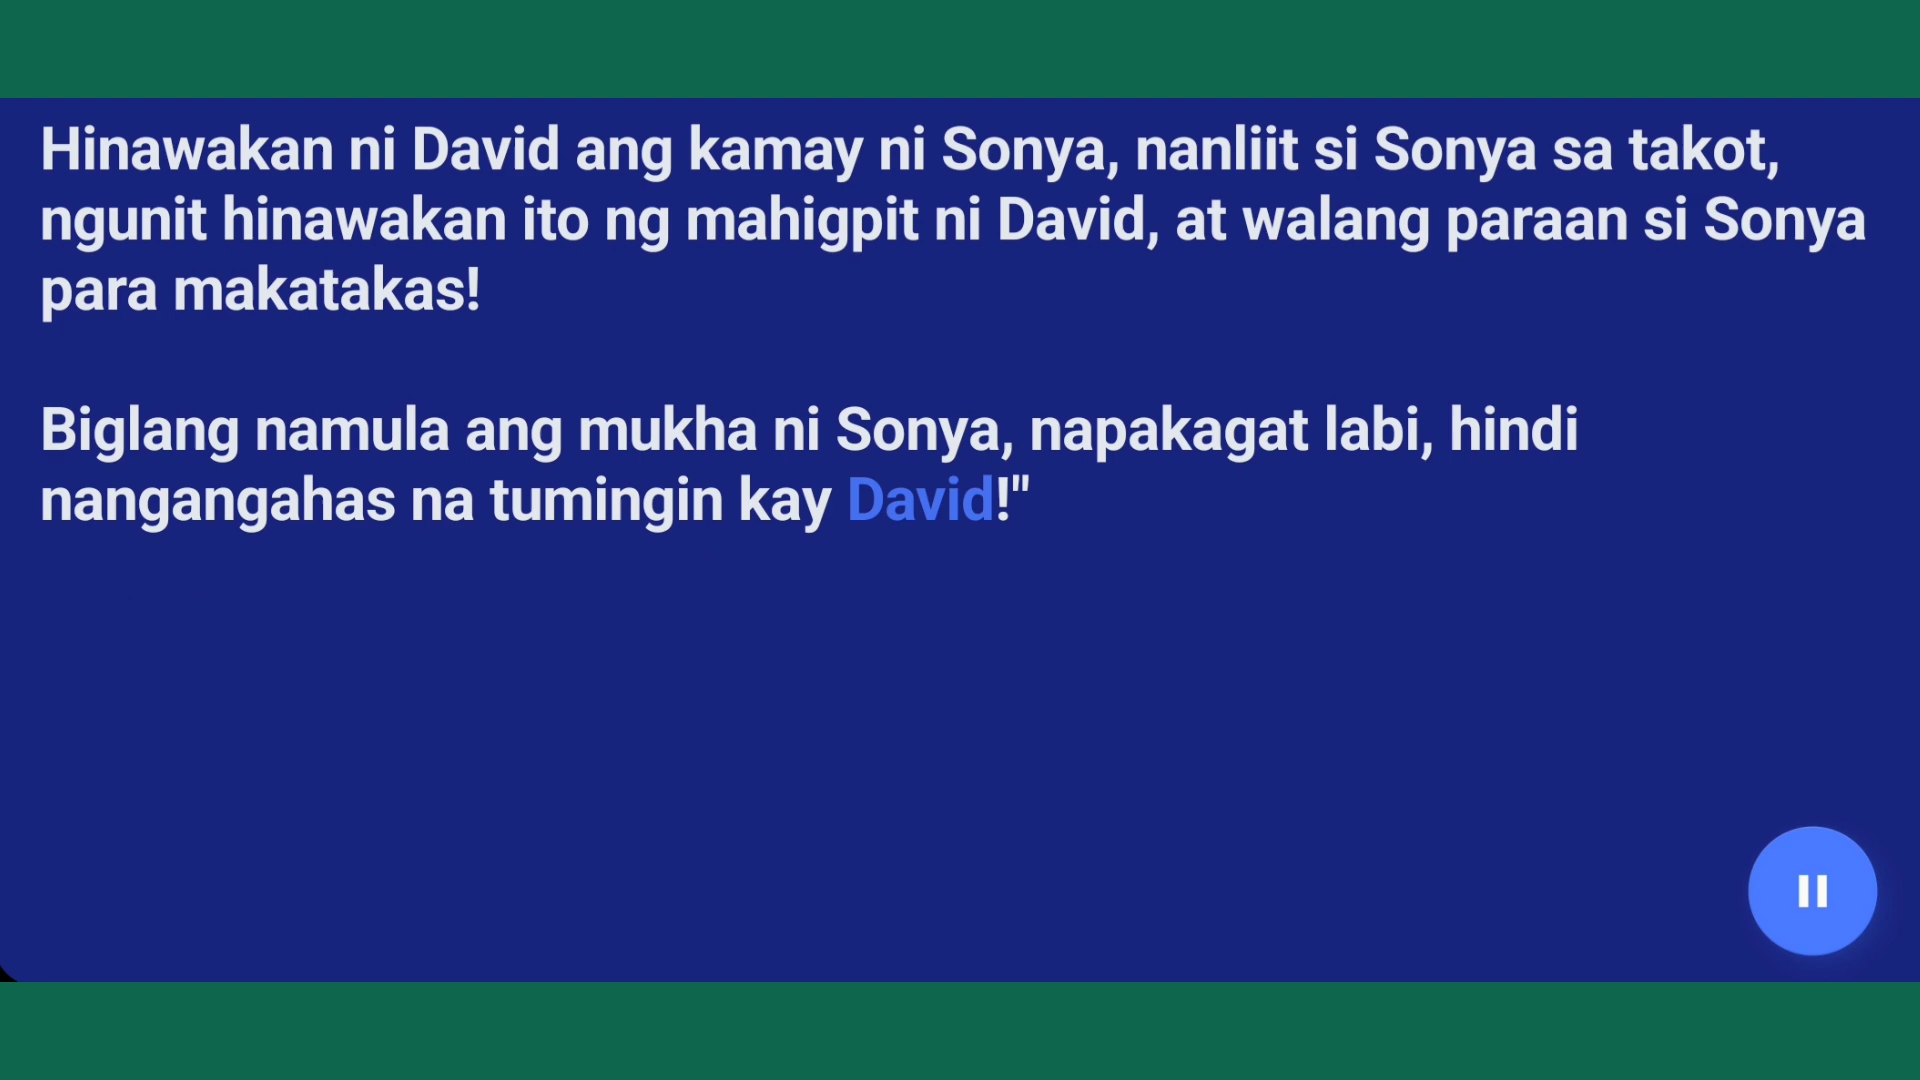 Hinawakan ni David ang kamay ni Sonya, nanliit si Sonya sa takot,
ngunit hinawakan ito ng mahigpit ni David, at walang paraan si Sonya
para makatakas!
Biglang namula ang mukha ni Sonya, napakagat labi, hindi
nangangahas na tumingin kay David!"